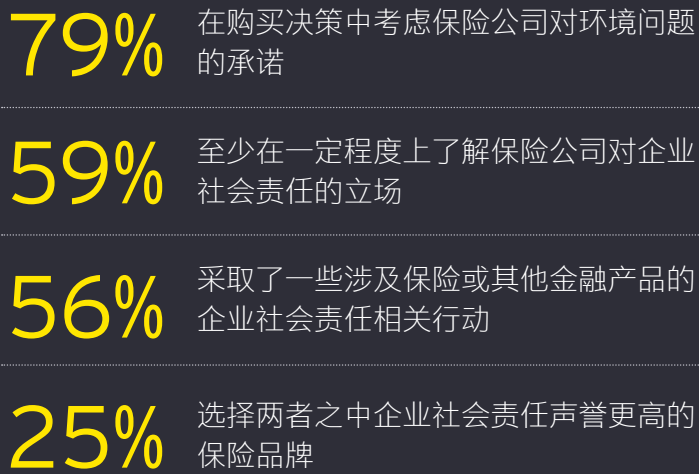 79%
在购买决策中考虑保险公司对环境问题
的承诺
59%
至少在一定程度上了解保险公司对企业
社会责任的立场
56%
采取了一些涉及保险或其他金融产品的
企业社会责任相关行动
25%
选择两者之中企业社会责任声誉更高的
保险品牌